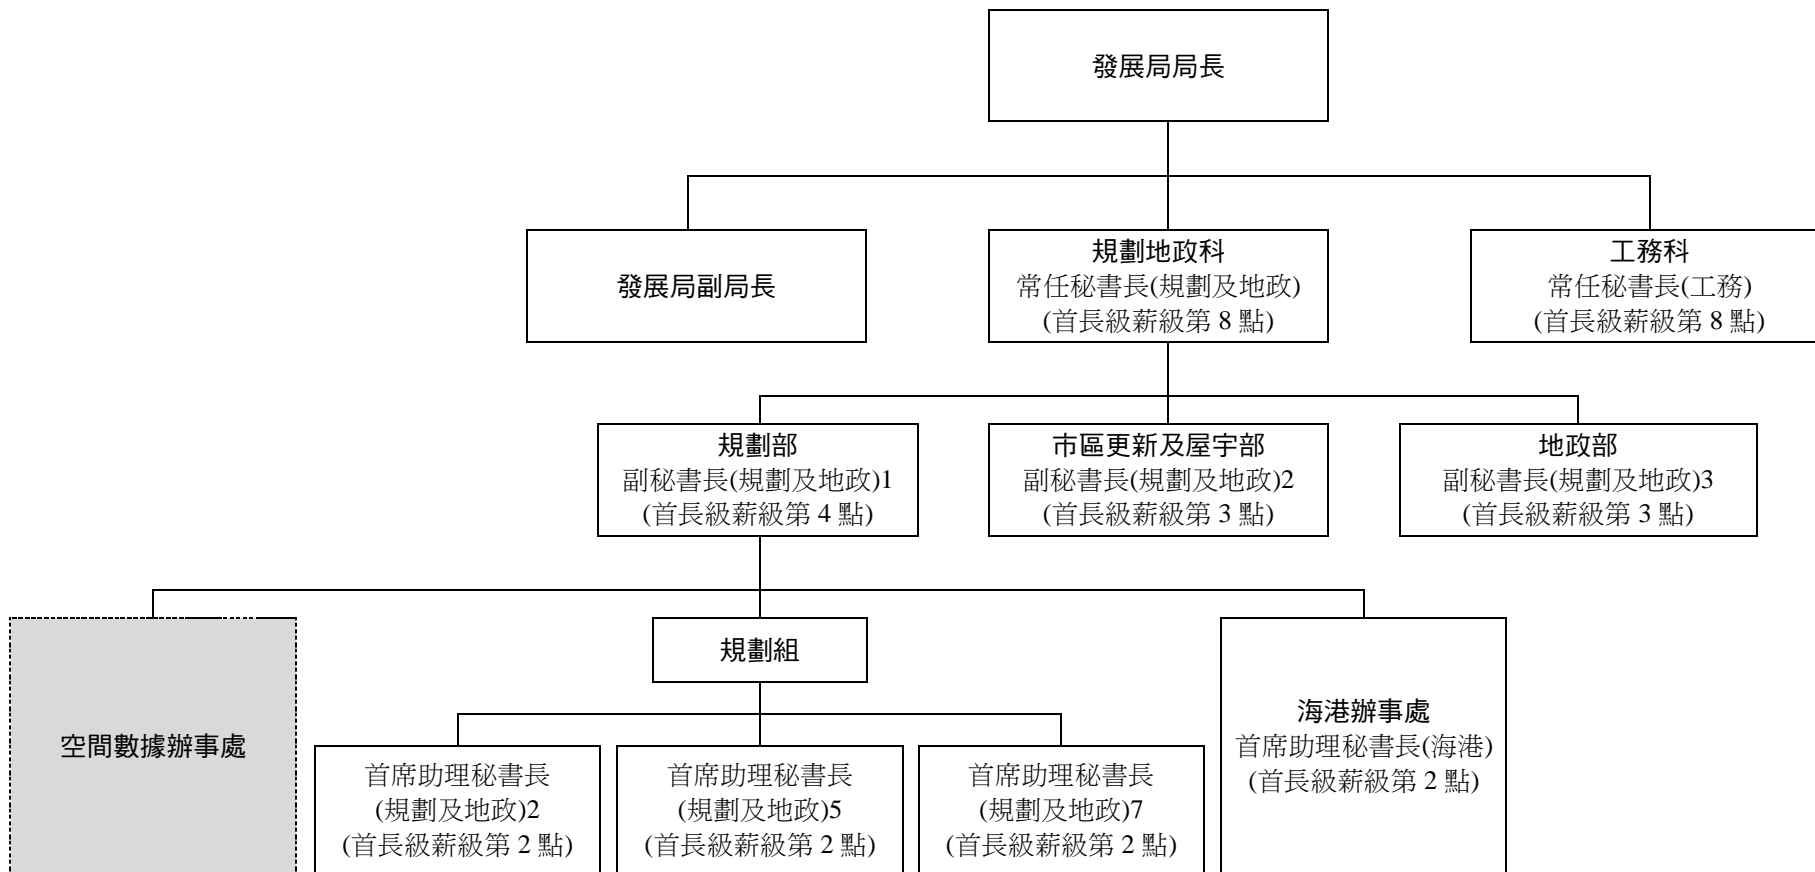 發展局局長
發展局副局長
規劃地政科
常任秘書長(規劃及地政)
(首長級薪級第 8 點)
工務科
常任秘書長(工務)
(首長級薪級第 8 點)
規劃部
副秘書長(規劃及地政)1
(首長級薪級第 4 點)
市區更新及屋宇部
副秘書長(規劃及地政)2
(首長級薪級第 3 點)
地政部
副秘書長(規劃及地政)3
(首長級薪級第 3 點)
空間數據辦事處
規劃組
首席助理秘書長
(規劃及地政)2
(首長級薪級第 2 點)
首席助理秘書長
(規劃及地政)5
(首長級薪級第 2 點)
首席助理秘書長
(規劃及地政)7
(首長級薪級第 2 點)
海港辦事處
首席助理秘書長(海港)
(首長級薪級第 2 點)